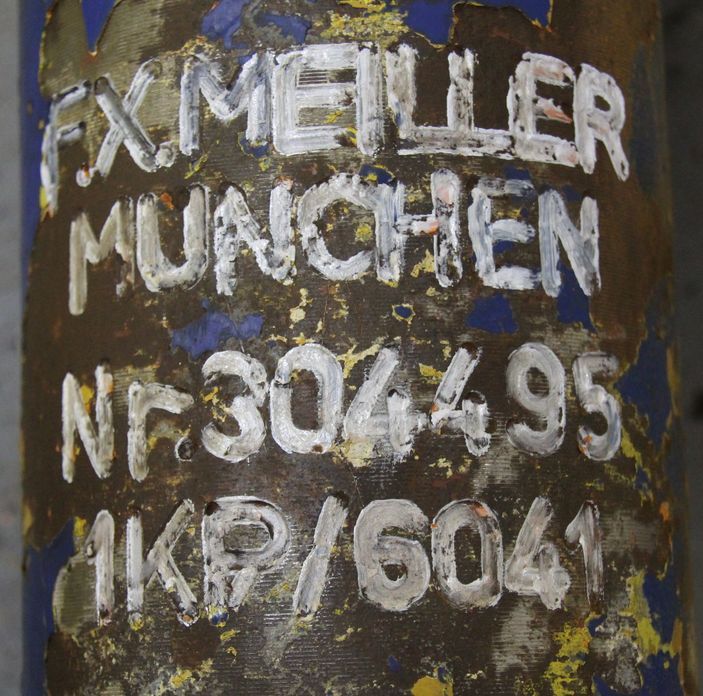 F.X.MEILLER
MUNCHEN
Nr.304495
1KP/6041